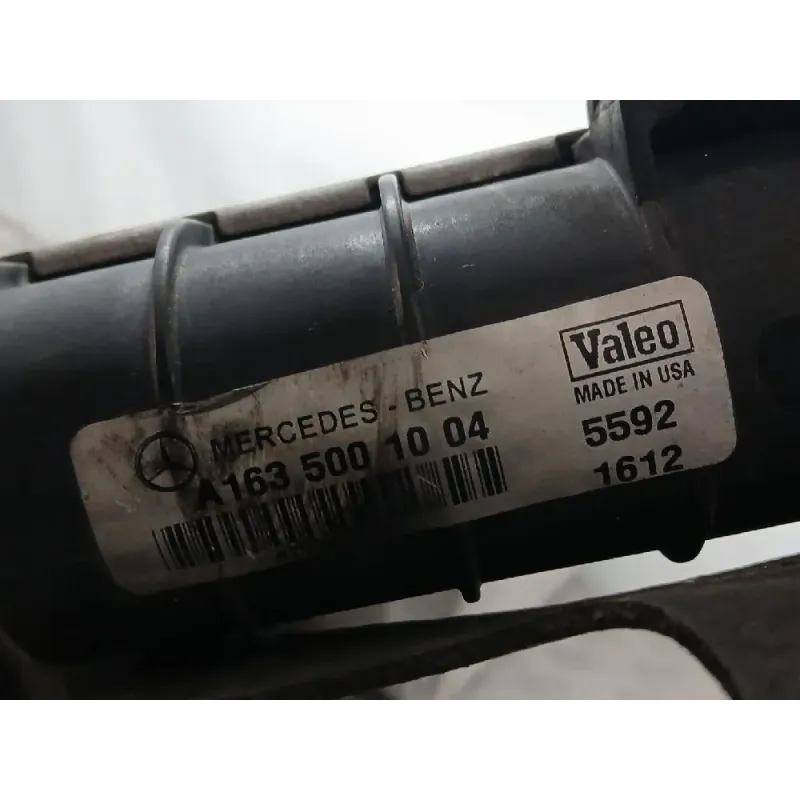 Valeo
MADE IN USA
MERCEDES - BENZ
A163 500 10 04
5592
1612